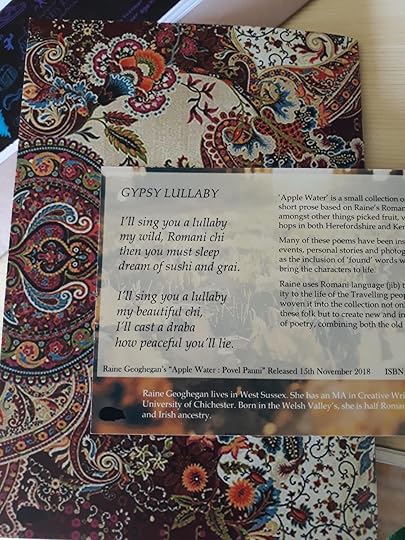 GYPSY LULLABY
I'll sing you a lullaby
my wild, Romani chi
then you must sleep
dream of sushi and grai.
I'll sing you a lullaby
my beautiful chi,
I'll cast a draba
how peaceful you'll lie.
'Apple Water' is a small collection o
short prose based on Raine's Roma
amongst other things picked fruit, v
hops in both Herefordshire and Ken
Many of these poems have been ins
events, personal stories and photog
as the inclusion of 'found' words w
bring the characters to life.
Raine uses Romani language (jib) t
ity to the life of the Travelling peop
woven it into the collection not onl
these folk but to create new and in
of poetry, combining both the old
Raine Geoghegan's "Apple Water : Povel Panni" Released 15th November 2018 ISBN
Raine Geoghegan lives in West Sussex. She has an MA in Creative Wri
University of Chichester. Born in the Welsh Valley's, she is half Roma
and Irish ancestry.